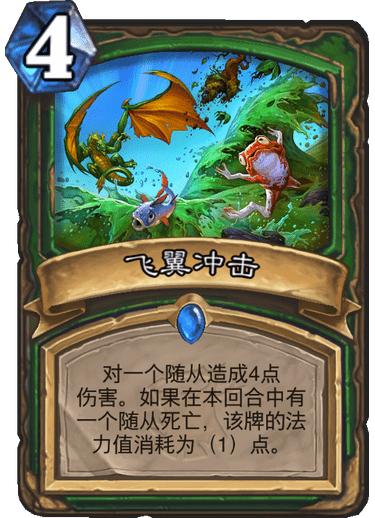 4
飞翼冲击
对一个随从造成4点
伤害。如果在本回合中有
一个随从死亡，该牌的法
力值消耗为（1）点。